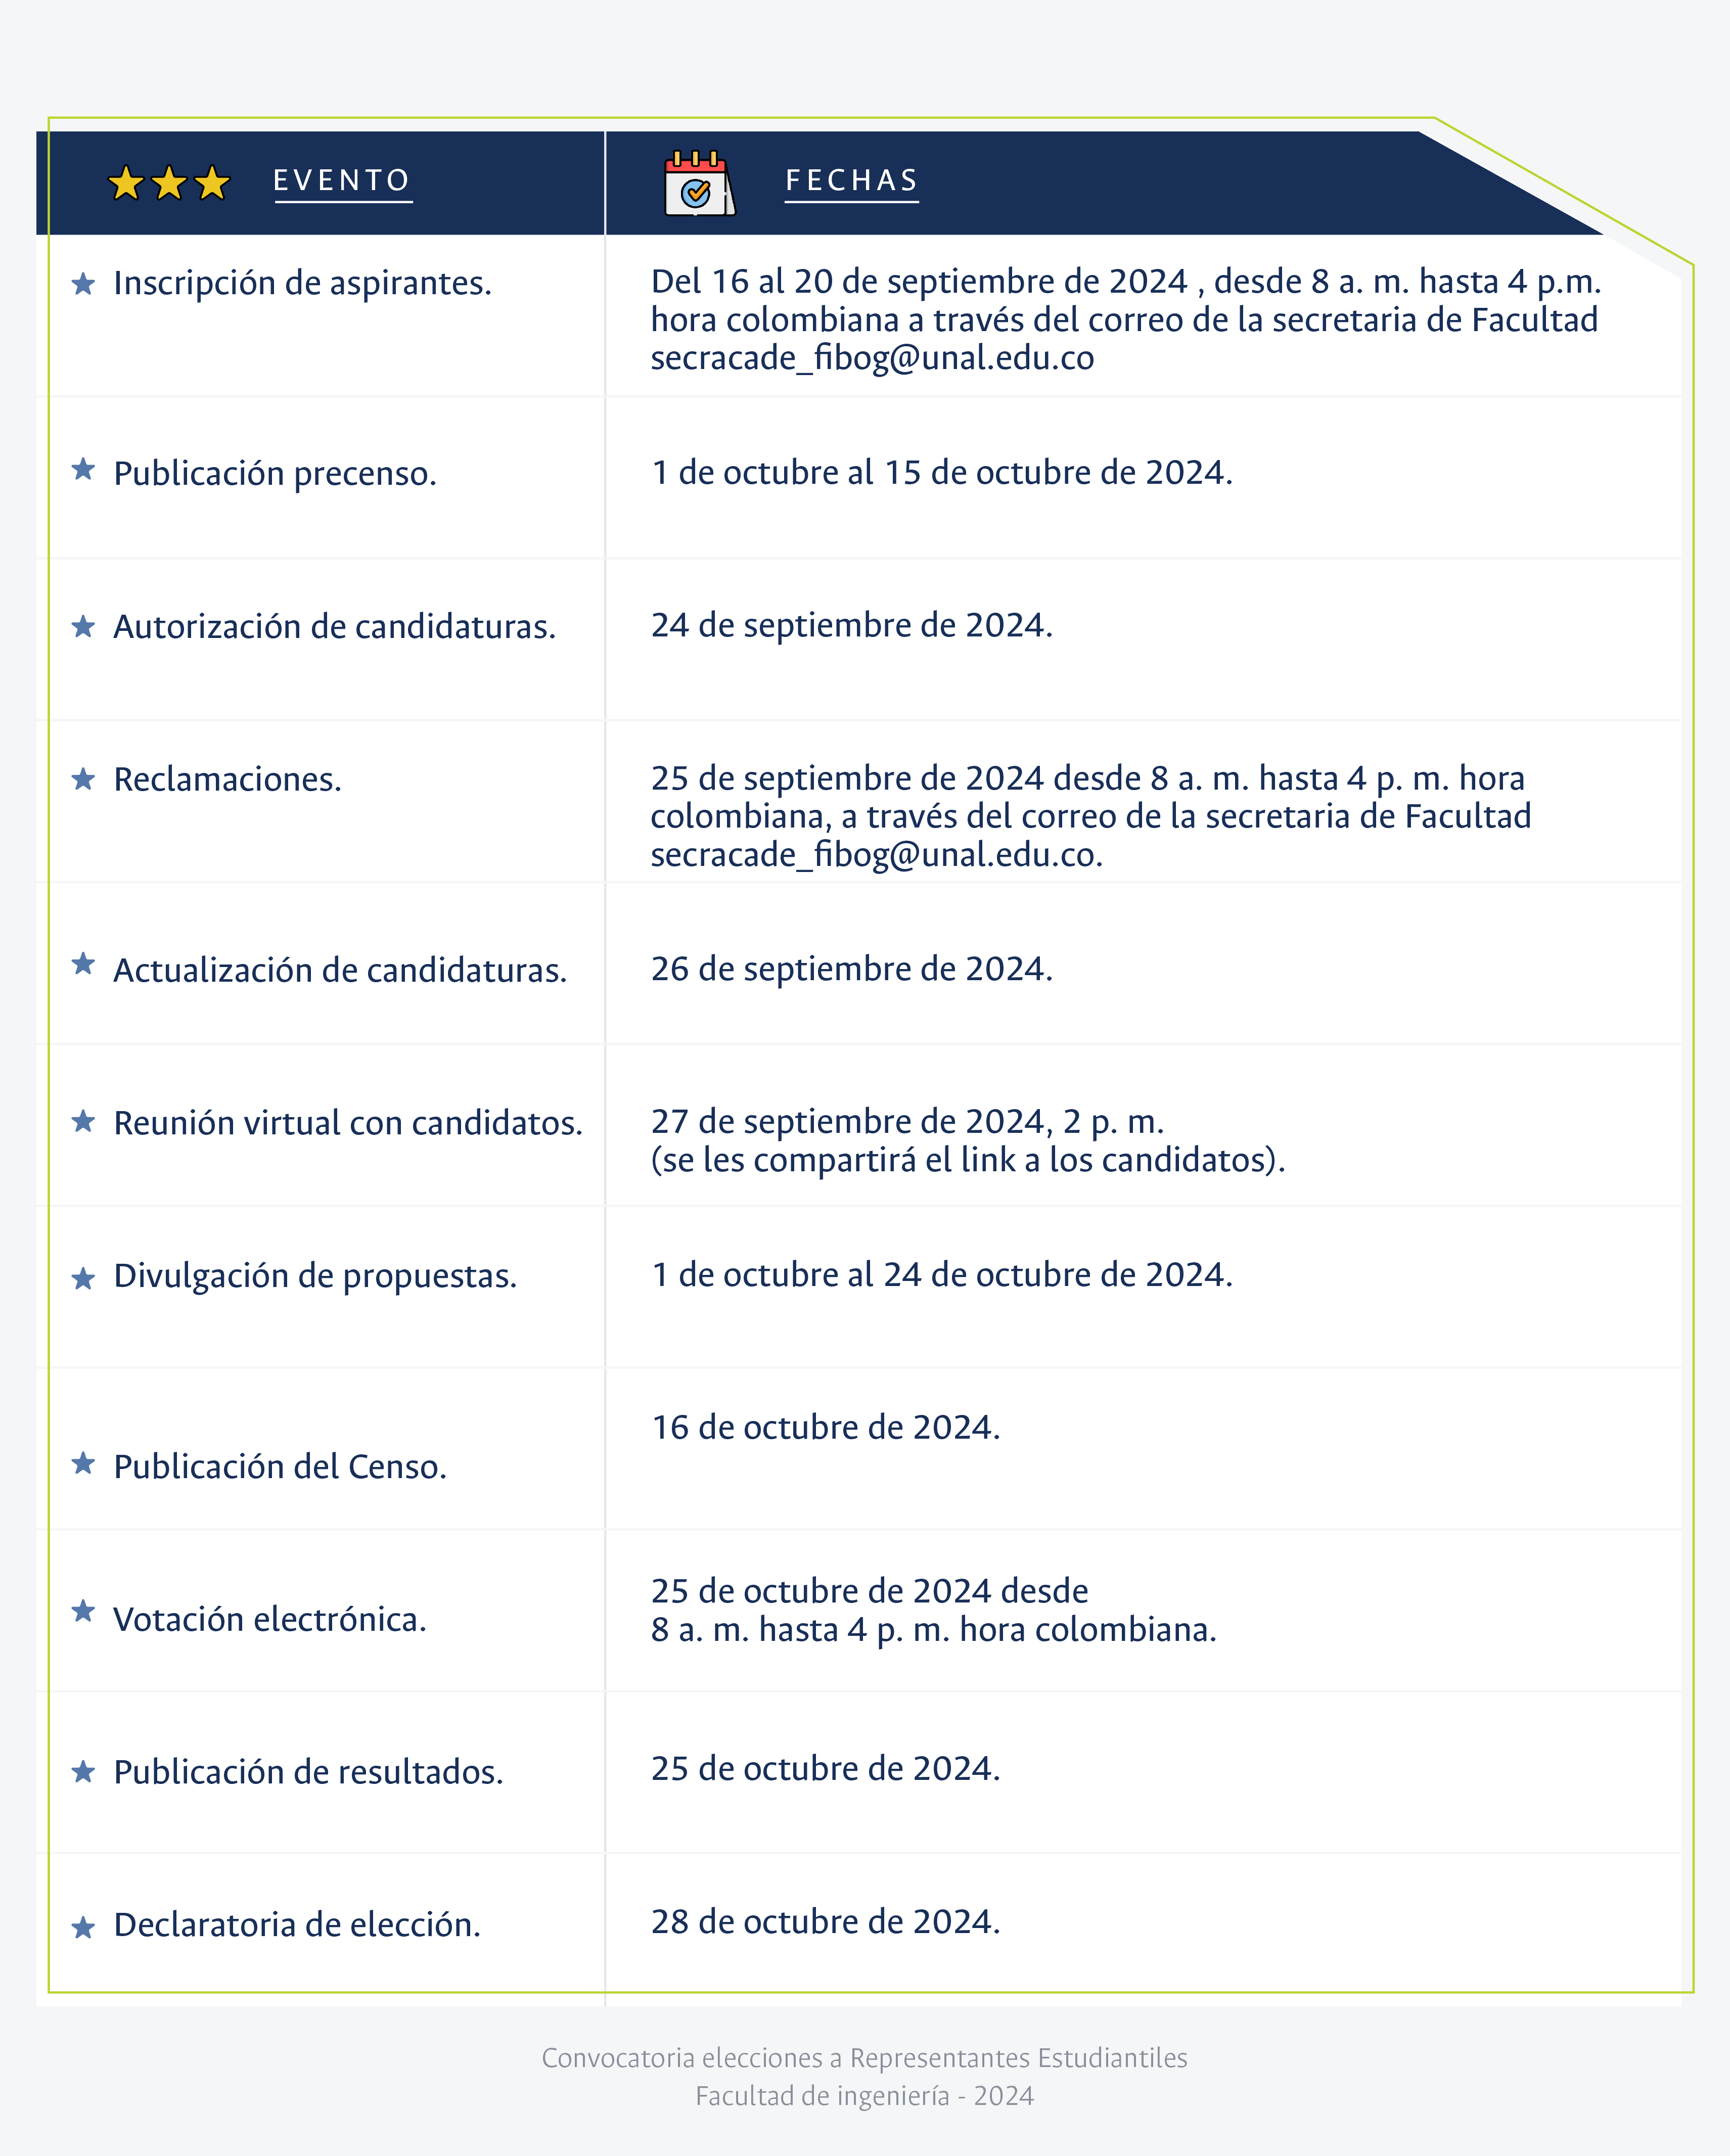 EVENTO
FECHAS
Inscripción de aspirantes.
Del 16 al 20 de septiembre de 2024 , desde 8 a. m. hasta 4 p.m.
hora colombiana a través del correo de la secretaria de Facultad
secracade_fibog@unal.edu.co
Publicación precenso.
1 de octubre al 15 de octubre de 2024.
Autorización de candidaturas.
24 de septiembre de 2024.
Reclamaciones.
25 de septiembre de 2024 desde 8 a. m. hasta 4 p. m. hora
colombiana, a través del correo de la secretaria de Facultad
secracade_fibog@unal.edu.co.
Actualización de candidaturas.
26 de septiembre de 2024.
Reunión virtual con candidatos.
27 de septiembre de 2024, 2 p. m.
(se les compartirá el link a los candidatos).
Divulgación de propuestas.
1 de octubre al 24 de octubre de 2024.
Publicación del Censo.
16 de octubre de 2024.
Votación electrónica.
25 de octubre de 2024 desde
8 a. m. hasta 4 p. m. hora colombiana.
Publicación de resultados.
25 de octubre de 2024.
Declaratoria de elección.
28 de octubre de 2024.
Convocatoria elecciones a Representantes Estudiantiles
Facultad de ingeniería - 2024